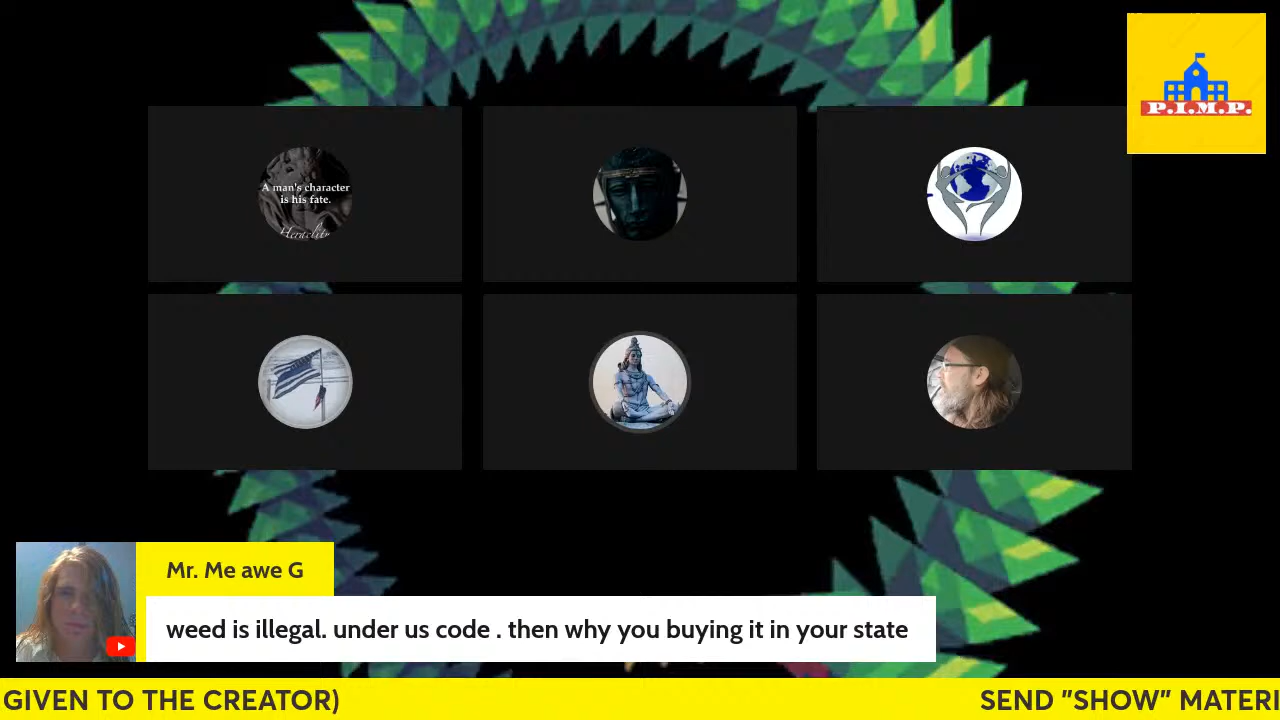 P.I.M.P.
A man's character
is his fate.
Mr. Me awe G
weed is illegal. under us code . then why you buying it in your state
GIVEN TO THE CREATOR)
SEND "SHOW" MATERI